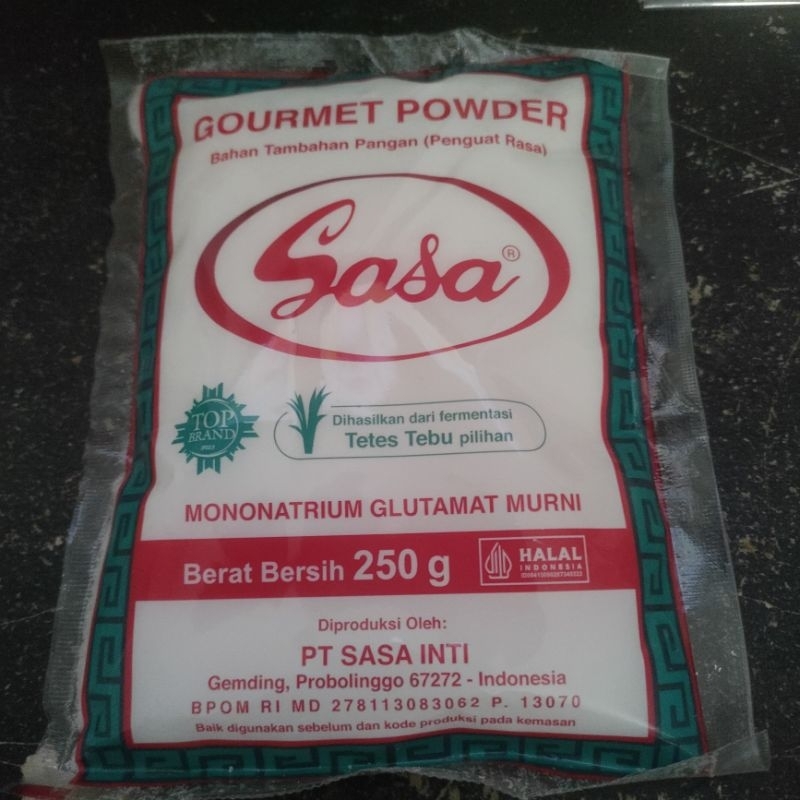 GOURMET POWDER
Bahan Tambahan Pangan (Penguat Rasa)
Sasa®
TOP
BRAND
Dihasilkan dari fermentasi
Tetes Tebu pilihan
MONONATRIUM GLUTAMAT MURNI
Berat Bersih 250 g
HALAL
INDONESIA
Diproduksi Oleh:
PT SASA INTI
Gemding, Probolinggo 67272 - Indonesia
BPOM RI MD 278113083062 P. 13070
Baik digunakan sebelum dan kode produksi pada kemasan